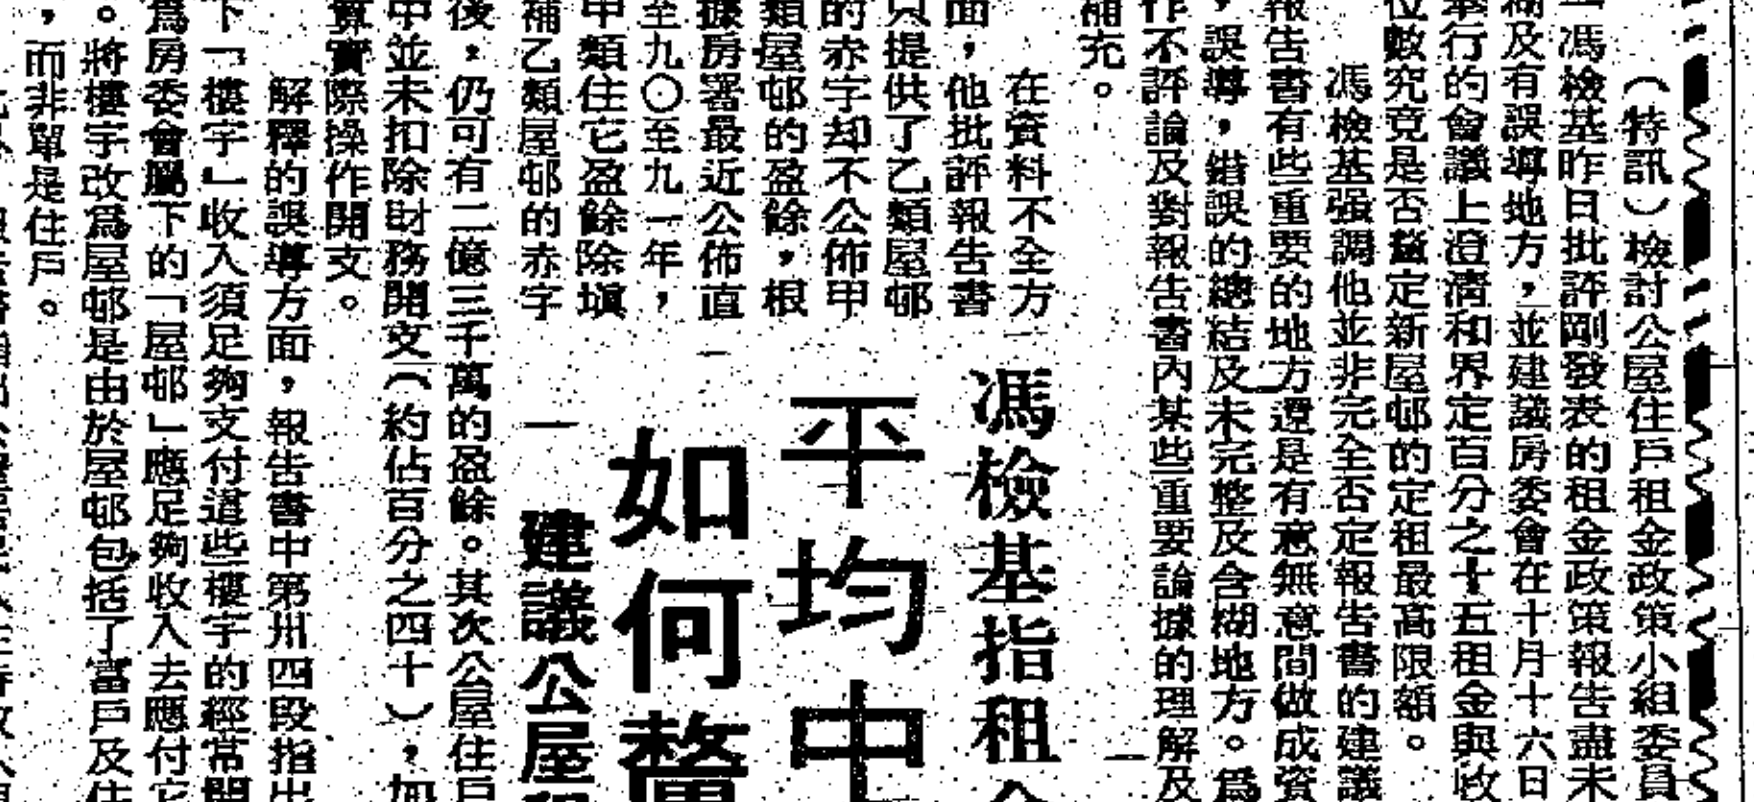 （特訊）檢討公屋住戶租金政策小組委員
馮檢基昨日批評剛發表的租金政策報告盡未
糊及有誤導地方，並建議房委會在十月十六日
舉行的會議上澄清和界定百分之十五租金與收
位數究竟是否釐定新屋邨的定租最高限額。
馮檢基强調他並非完全否定報告書的建議
報告書有些重要的地方還是有意無意間做成資
，誤導，錯誤的總結及未完整及含糊地方。爲
作不評論及對報告書內某些重要論據的理解及
補充。
在資料不全方
面，他批評報告書
只提供了乙類屋邨
的赤字却不公佈甲
類屋邨的盈餘，根
據房署最近公佈直
至九〇至九一年，
甲類住它盈餘除塡
補乙類屋邨的赤字
馮檢基指租
平均中
如何釐
建議公屋
後，仍可有二億三千萬的盈餘。其次公屋住戶
中並未扣除財務開支（約佔百分之四十），如
算實際操作開支。
解釋的誤導方面，報告書中第卅四段指出
下「樓宇」收入須足夠支付這些樓宇的經常開
爲房委會屬下的「屋邨」應足夠收入去應付它
。將樓宇改爲屋邨是由於屋邨包括了富戶及住
，而非單是住戶。